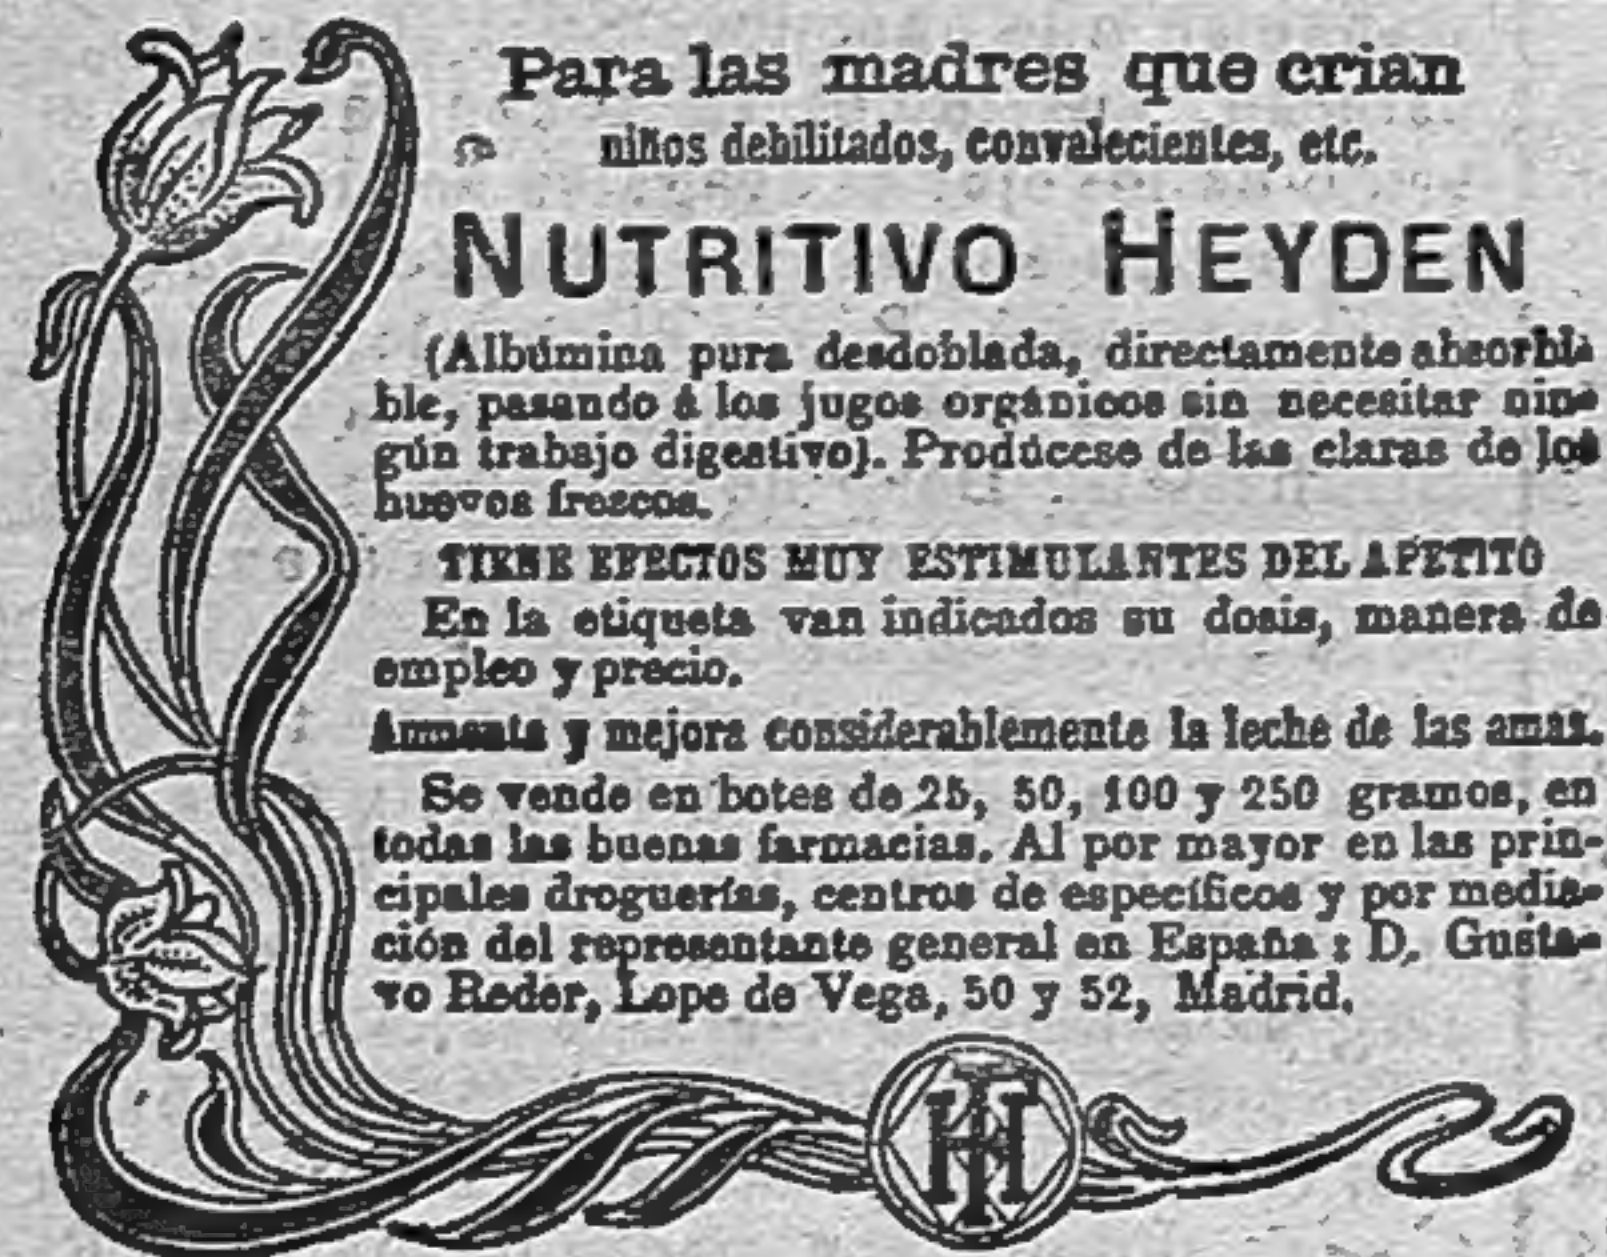 Para las madres que crian
niños debilitados, convalecientes, etc.
NUTRITIVO HEYDEN
(Albúmina pura desdoblada, directamente absorbi-
ble, pasando á los jugos orgánicos sin necesitar nin-
gún trabajo digestivo). Prodúcese de las claras de los
huevos frescos.
TIENE EFECTOS MUY ESTIMULANTES DEL APETITO
En la etiqueta van indicados su dosis, manera de
empleo y precio.
Aumenta y mejora considerablemente la leche de las amas.
Se vende en botes de 25, 50, 100 y 250 gramos, en
todas las buenas farmacias. Al por mayor en las prin-
cipales droguerías, centros de específicos y por media-
ción del representante general en España: D. Gusta-
vo Reder, Lope de Vega, 50 y 52, Madrid.